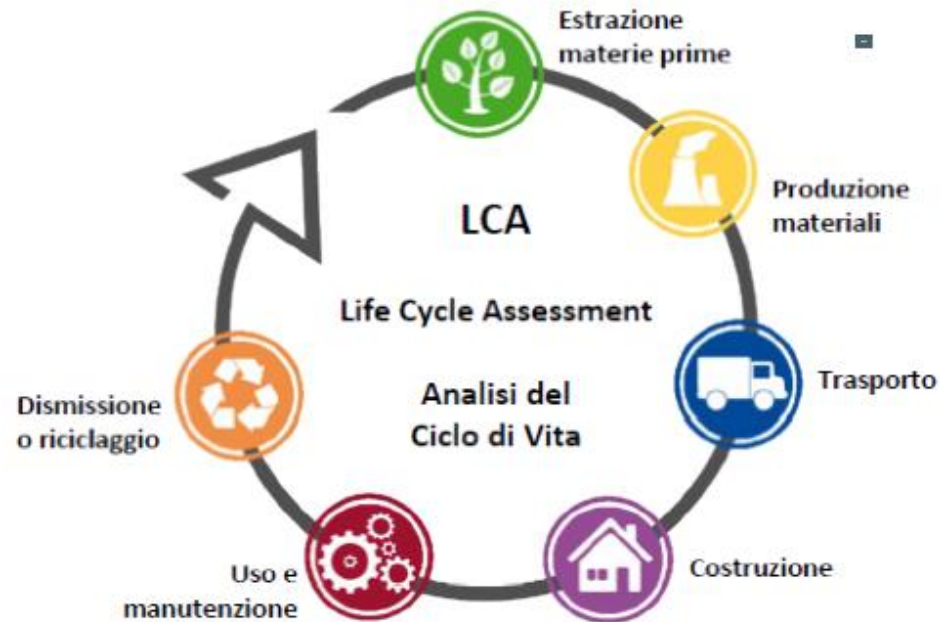 Estrazione
materie prime
Produzione
materiali
Trasporto
Costruzione
Uso e
manutenzione
Dismissione
o riciclaggio
LCA
Life Cycle Assessment
Analisi del
Ciclo di Vita